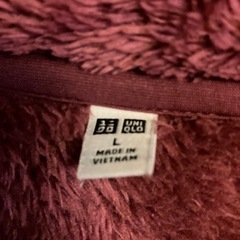 ユニ UNI
クロ QLO
L
MADE IN
VIETNAM